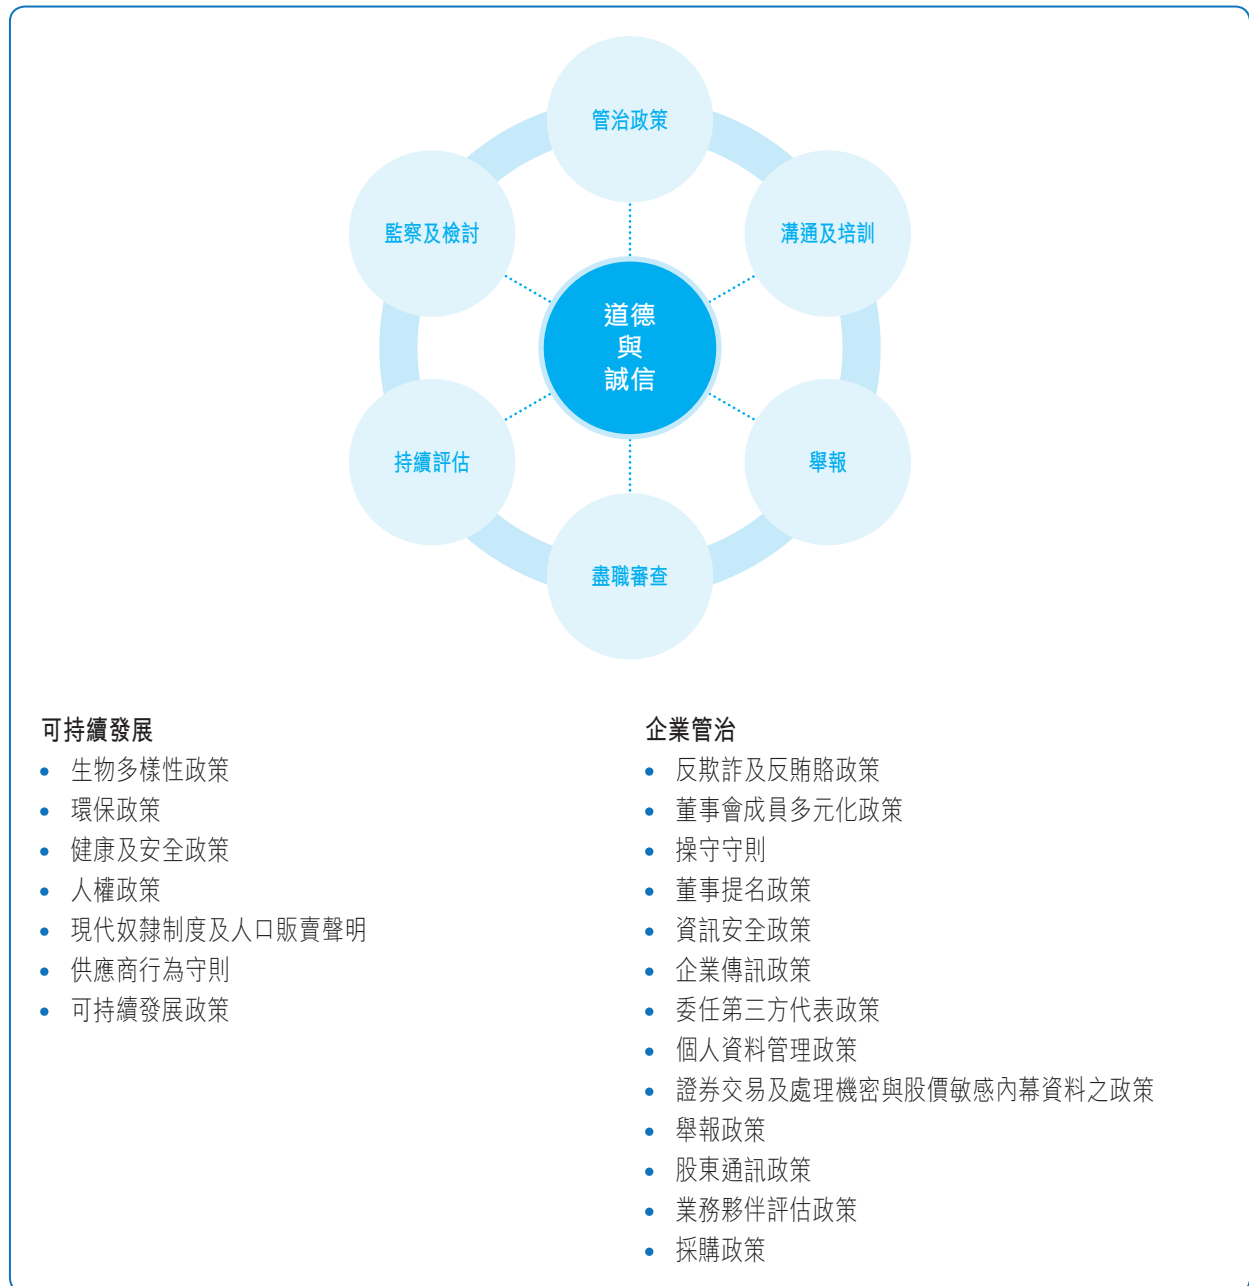 管治政策
監察及檢討
溝通及培訓
道德
與
誠信
持續評估
舉報
盡職審查
可持續發展
生物多樣性政策
環保政策
健康及安全政策
人權政策
現代奴隸制度及人口販賣聲明
供應商行為守則
可持續發展政策
企業管治
反欺詐及反賄賂政策
董事會成員多元化政策
操守守則
董事提名政策
資訊安全政策
企業傳訊政策
委任第三方代表政策
個人資料管理政策
證券交易及處理機密與股價敏感內幕資料之政策
舉報政策
股東通訊政策
業務夥伴評估政策
採購政策